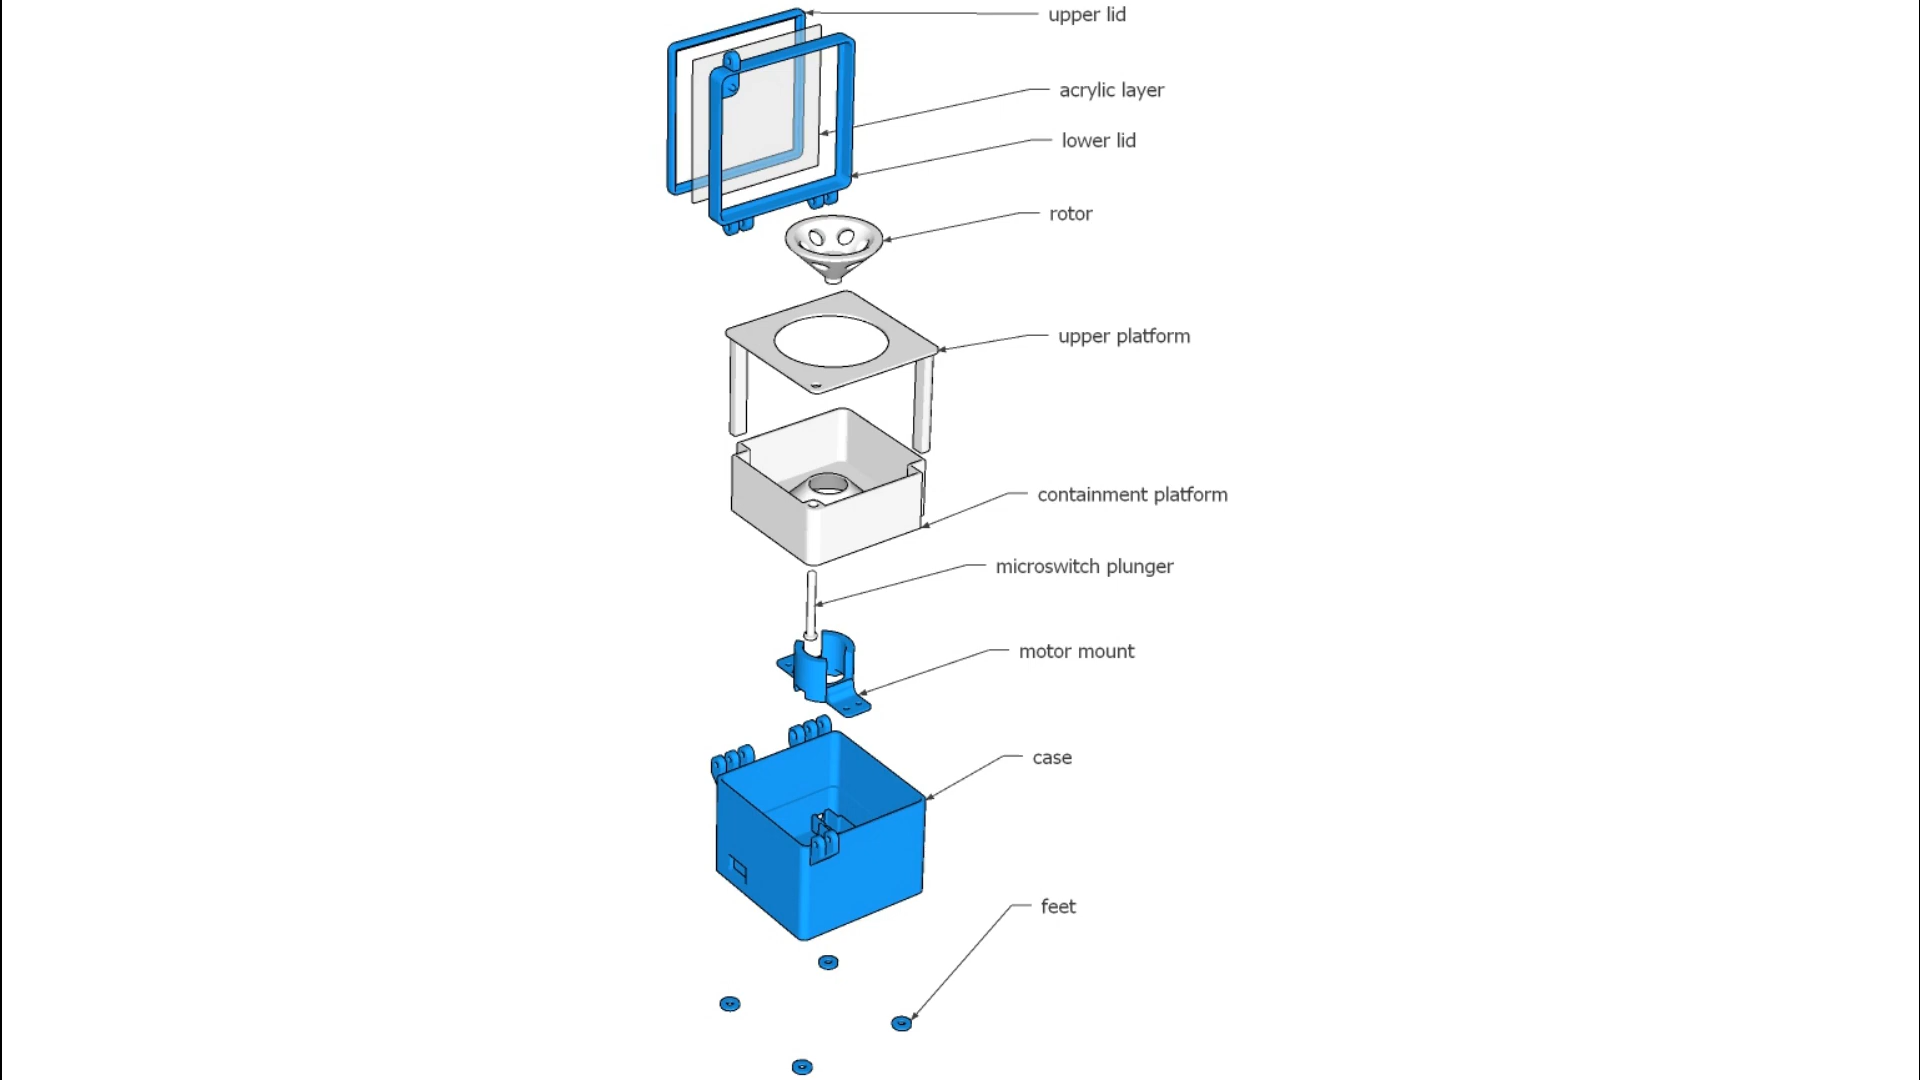 upper lid
acrylic layer
lower lid
rotor
upper platform
containment platform
microswitch plunger
motor mount
case
feet